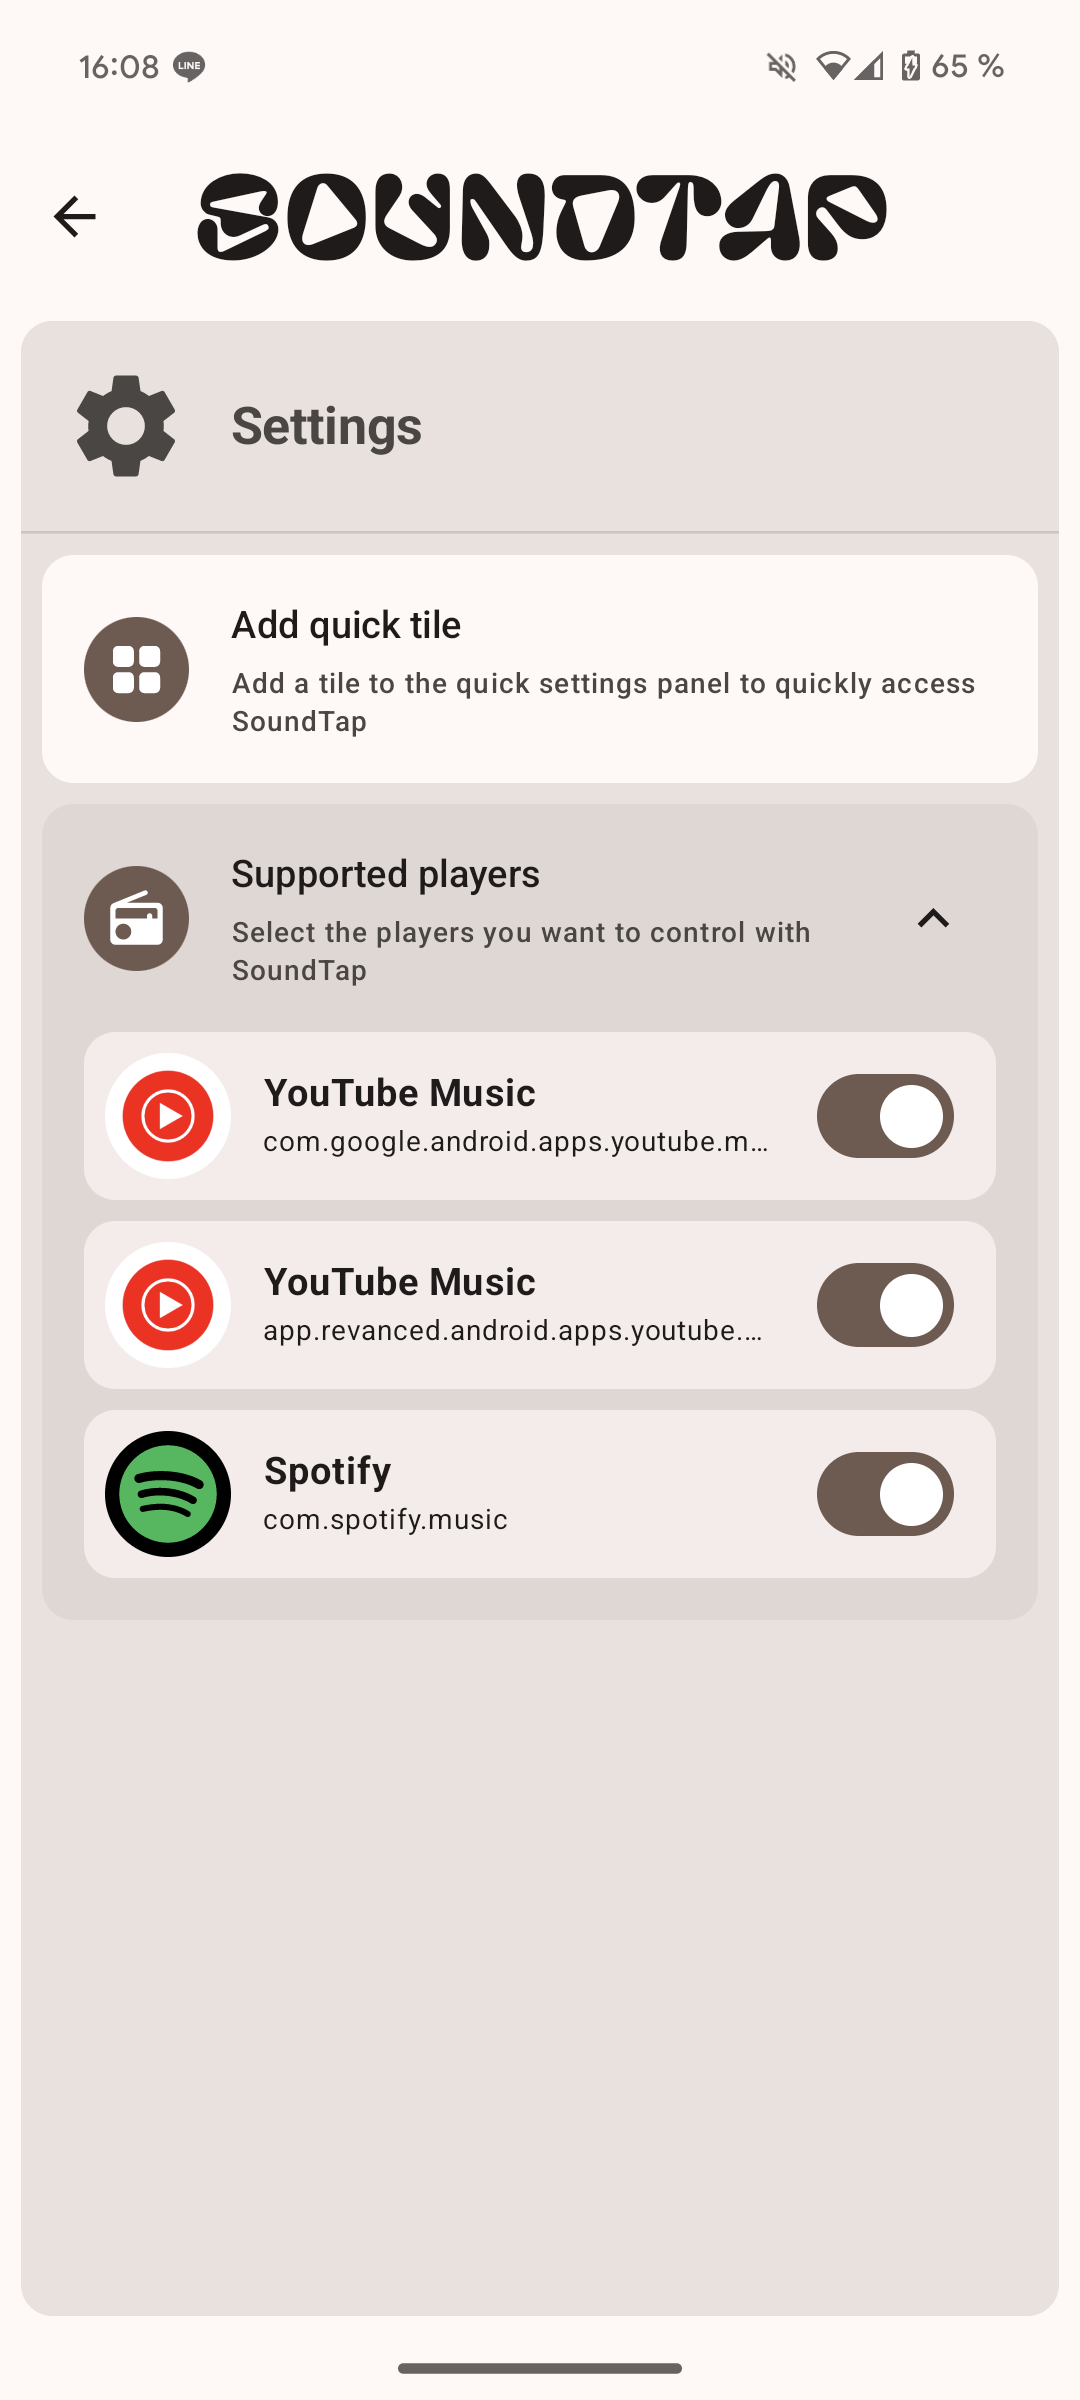 16:08
LINE
65 %
SOUNDTAP
Settings
Add quick tile
Add a tile to the quick settings panel to quickly access
SoundTap
Supported players
Select the players you want to control with
SoundTap
YouTube Music
com.google.android.apps.youtube.m…
YouTube Music
app.revanced.android.apps.youtube.…
Spotify
com.spotify.music